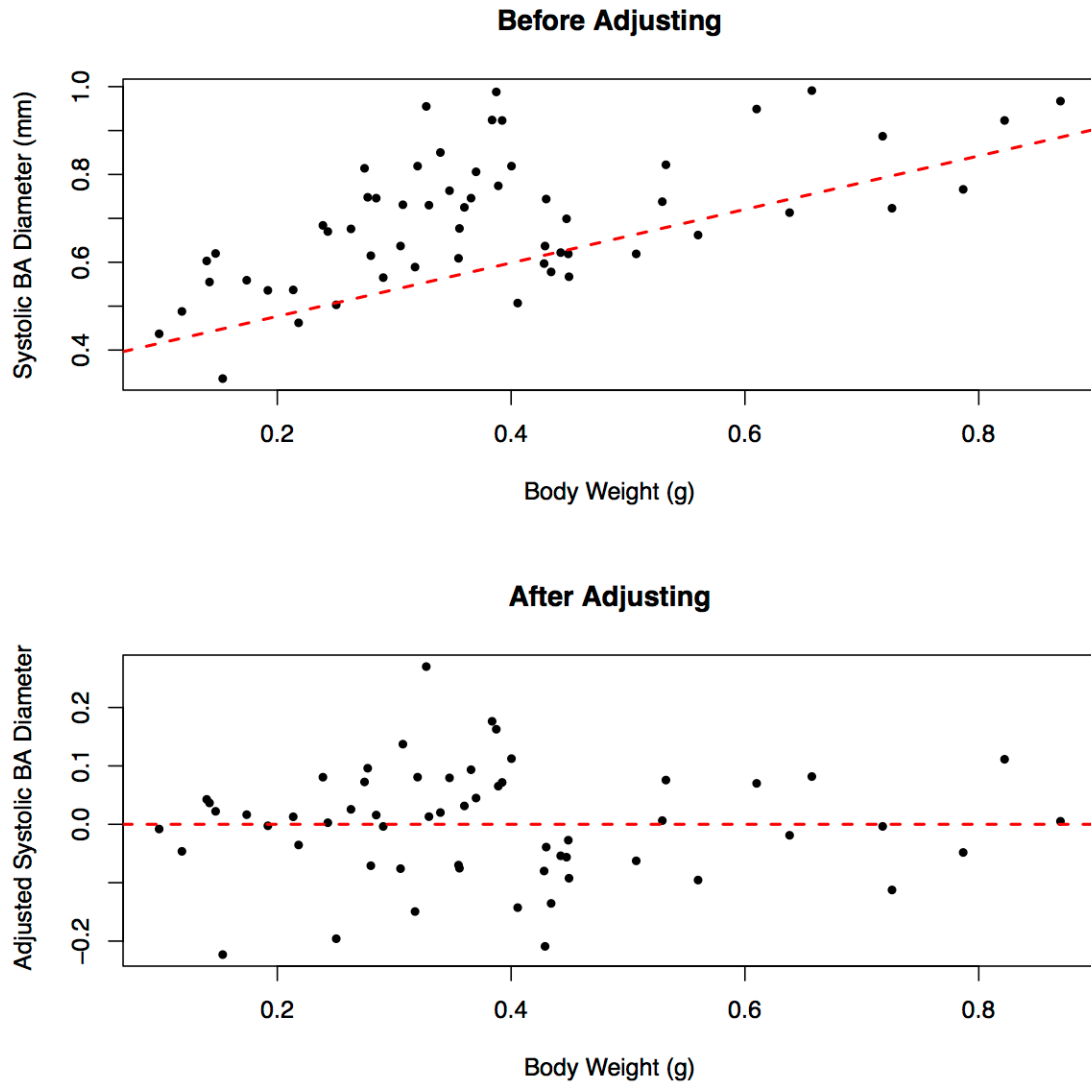 Before Adjusting
Systolic BA Diameter (mm)
1.0
0.8
0.6
0.4
0.2 0.4 0.6 0.8
Body Weight (g)
After Adjusting
Adjusted Systolic BA Diameter
0.2
0.1
0.0
−0.2
0.2 0.4 0.6 0.8
Body Weight (g)